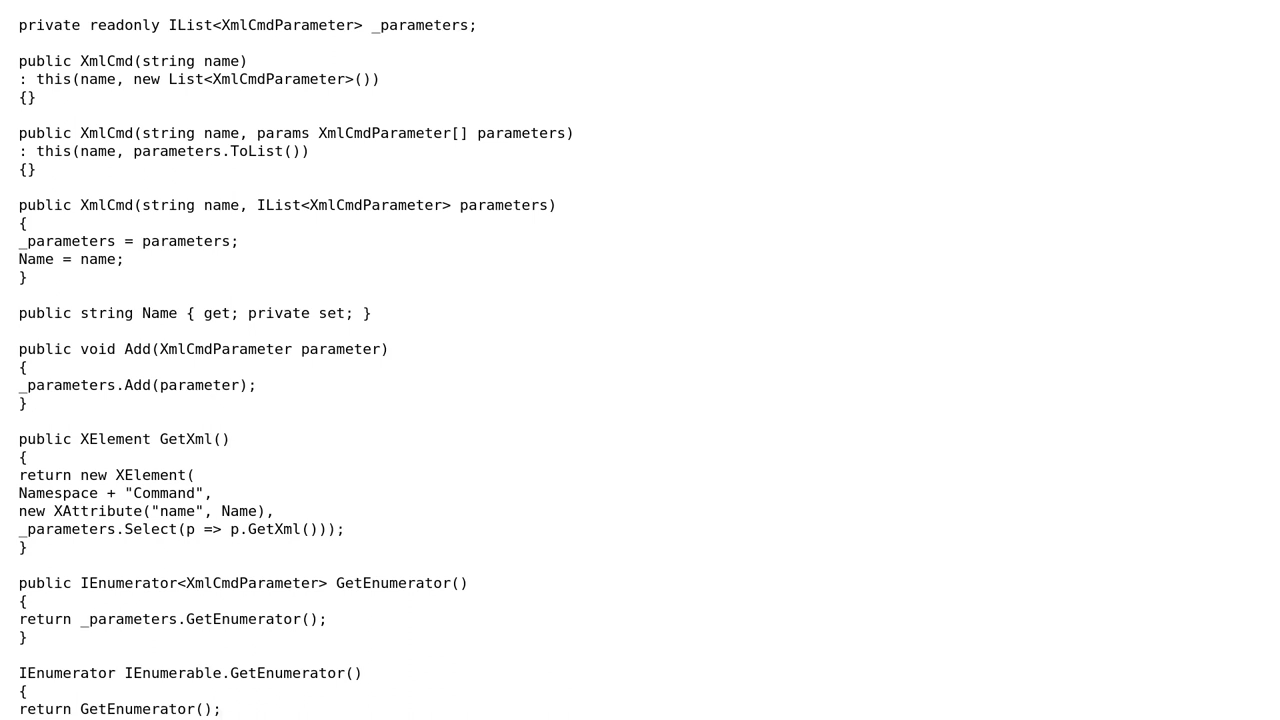 private readonly IList<XmlCmdParameter> _parameters;

public XmlCmd(string name)
: this(name, new List<XmlCmdParameter>())
{}

public XmlCmd(string name, params XmlCmdParameter[] parameters)
: this(name, parameters.ToList())
{}

public XmlCmd(string name, IList<XmlCmdParameter> parameters)
{
_parameters = parameters;
Name = name;
}

public string Name { get; private set; }

public void Add(XmlCmdParameter parameter)
{
_parameters.Add(parameter);
}

public XElement GetXml()
{
return new XElement(
Namespace + "Command",
new XAttribute("name", Name),
_parameters.Select(p => p.GetXml()));
}

public IEnumerator<XmlCmdParameter> GetEnumerator()
{
return _parameters.GetEnumerator();
}

IEnumerator IEnumerable.GetEnumerator()
{
return GetEnumerator();